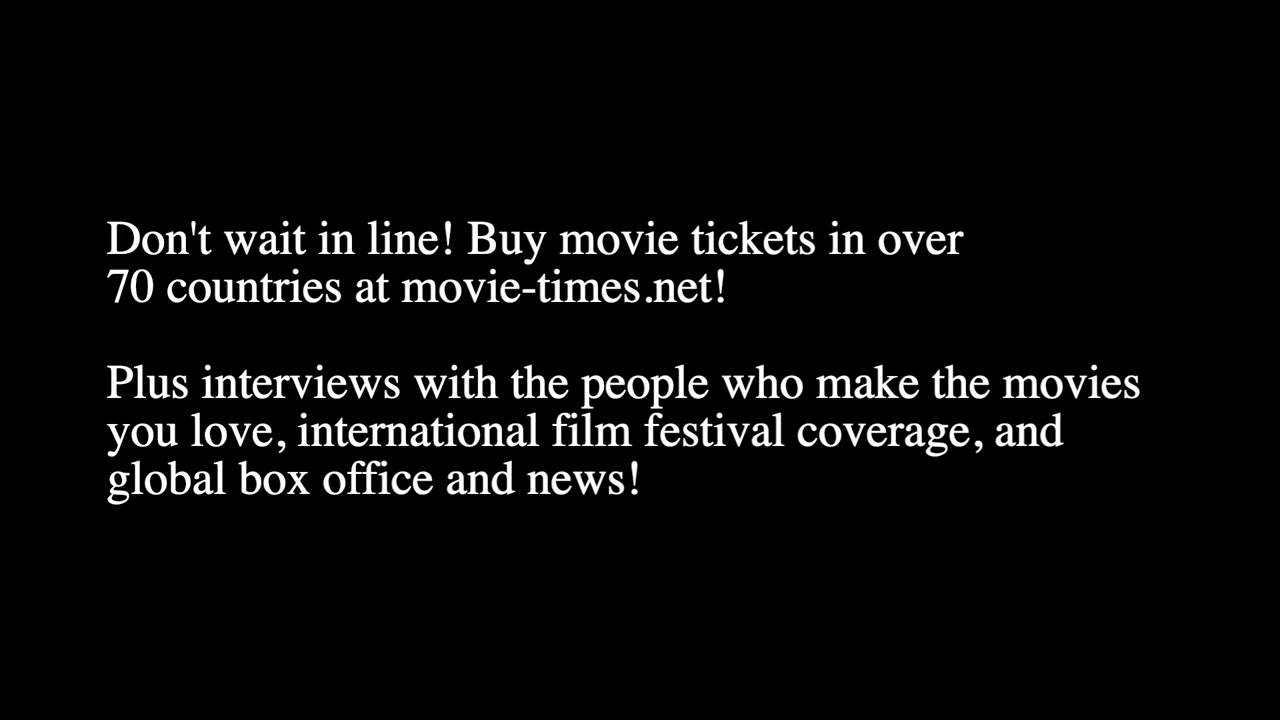 Don't wait in line! Buy movie tickets in over
70 countries at movie-times.net!
Plus interviews with the people who make the movies
you love, international film festival coverage, and
global box office and news!